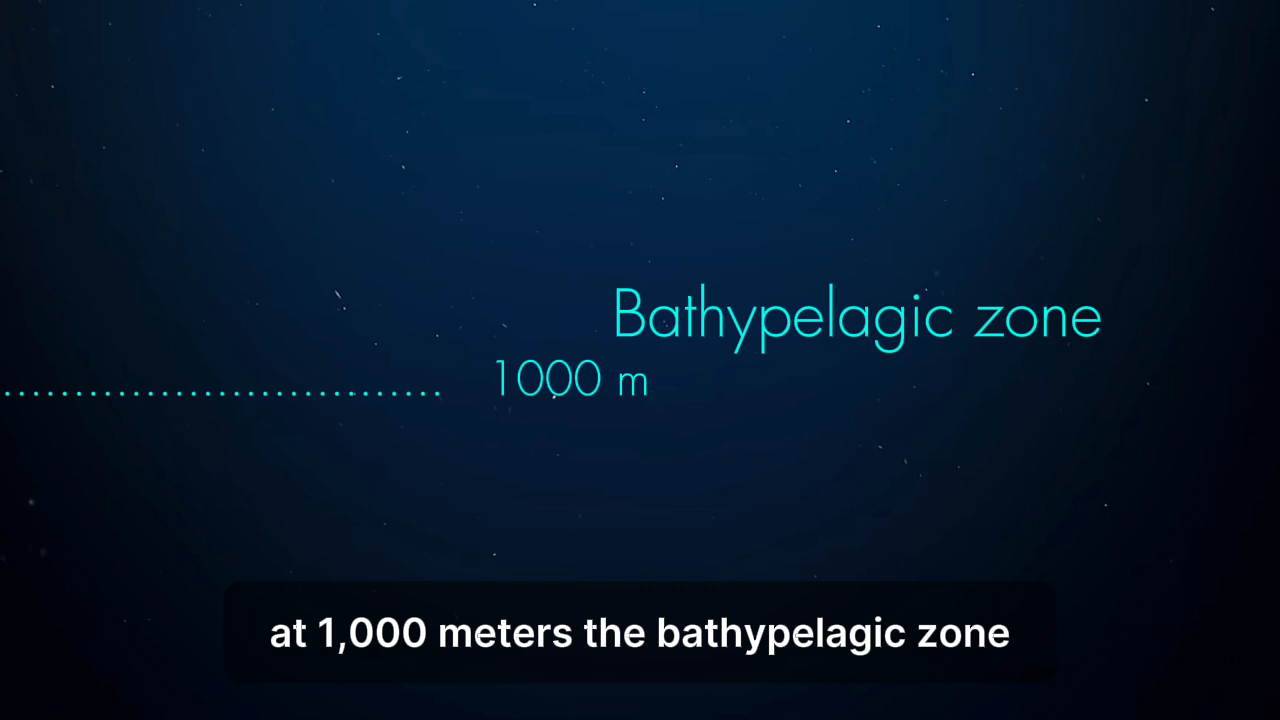 Bathypelagic zone
1000 m
at 1,000 meters the bathypelagic zone